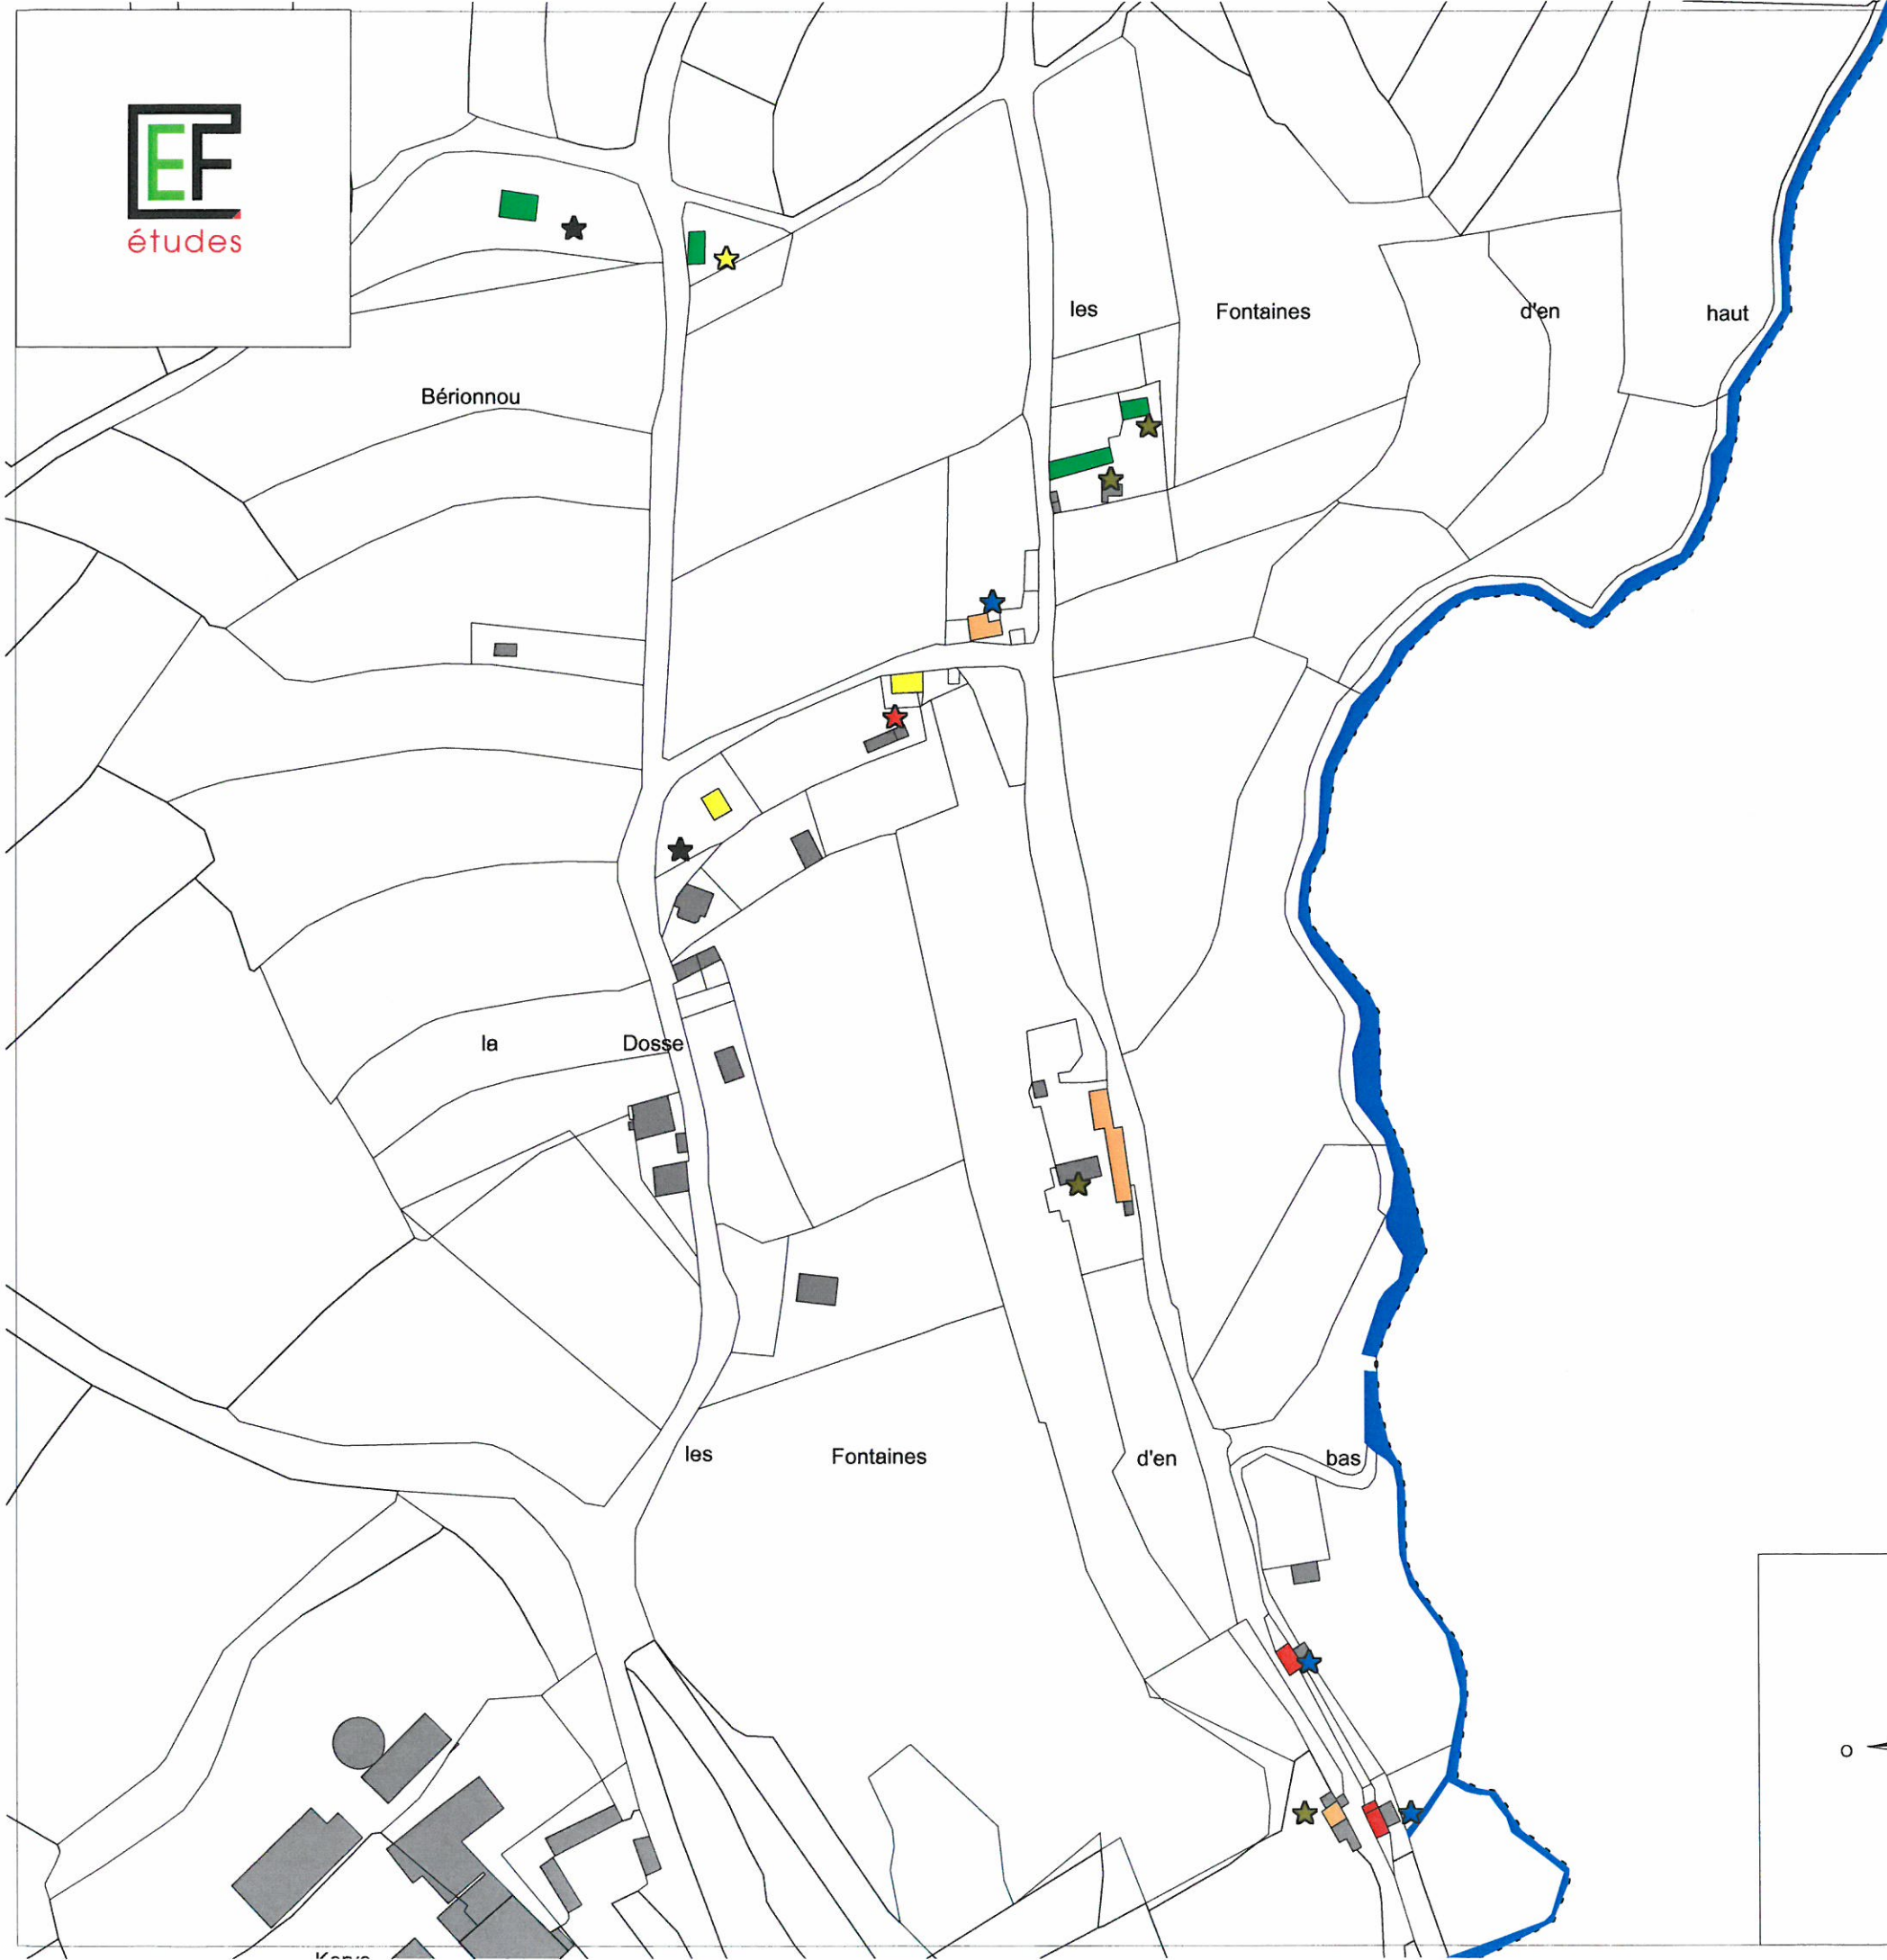 EF
études
les Fontaines d'en haut
Bérionnou
la Dosse
les Fontaines d'en bas
O